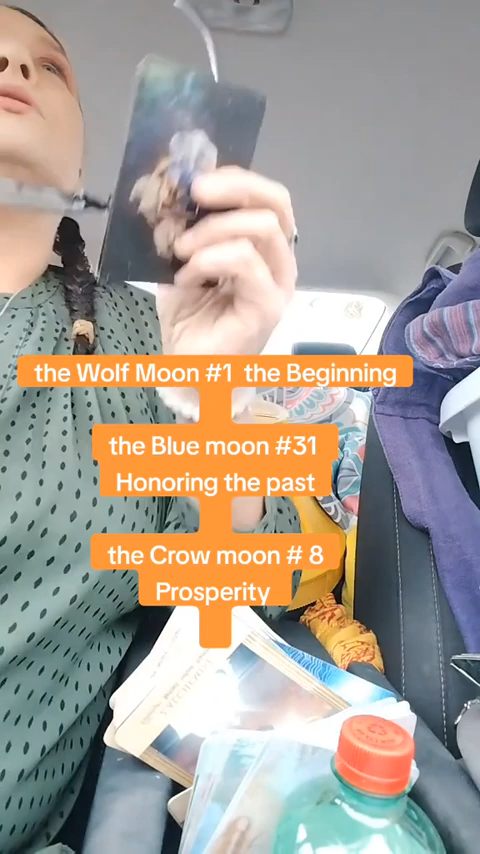 the Wolf Moon #1 the Beginning
the Blue moon #31
Honoring the past
the Crow moon # 8
Prosperity